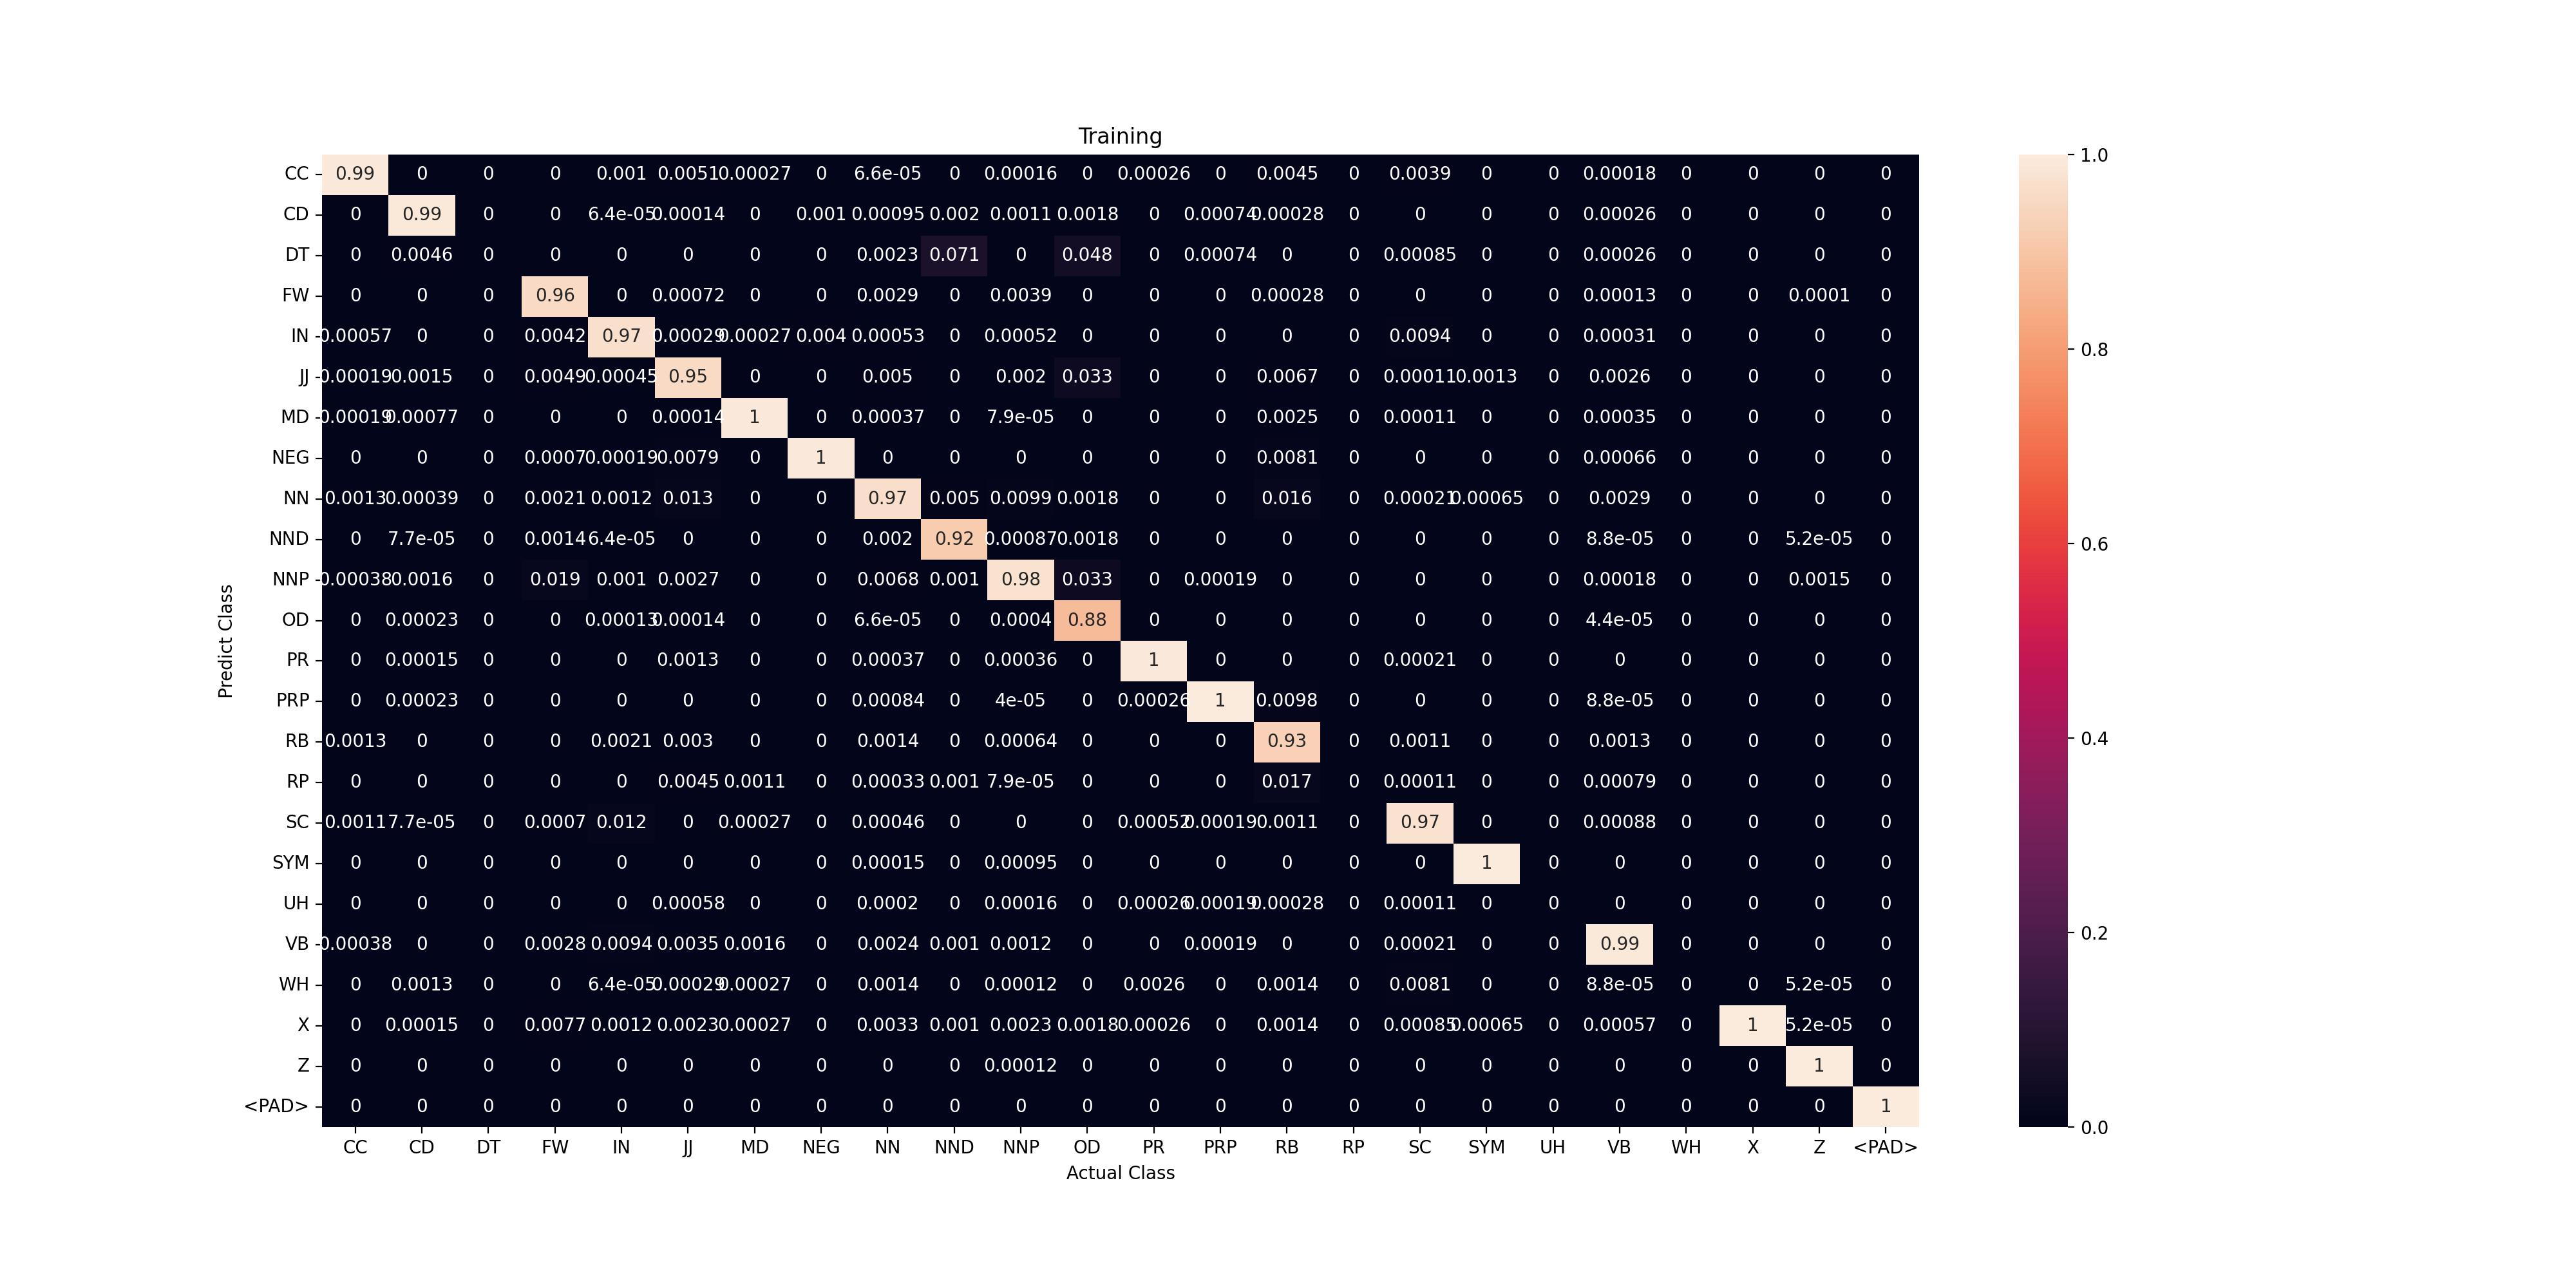 Training
CC 0.99 0 0 0 0.001 0.0051 0.00027 0 6.6e-05 0 0.00016 0 0.00026 0 0.0045 0 0.0039 0 0 0.00018 0 0 0 0 1.0
CD 0 0.99 0 0 6.4e-05 0.00014 0 0.001 0.00095 0.002 0.0011 0.0018 0 0.00074 0.00028 0 0 0 0 0.00026 0 0 0 0
DT 0 0.0046 0 0 0 0 0 0 0.0023 0.071 0 0.048 0 0.00074 0 0 0.00085 0 0 0.00026 0 0 0 0
FW 0 0 0 0.96 0 0.00072 0 0 0.0029 0 0.0039 0 0 0 0.00028 0 0 0 0 0.00013 0 0 0.0001 0
IN 0.00057 0 0 0.0042 0.97 0.00029 0.00027 0.004 0.00053 0 0.00052 0 0 0 0 0 0.0094 0 0 0.00031 0 0 0 0
0.8
JJ 0.00019 0.0015 0 0.0049 0.00045 0.95 0 0 0.005 0 0.002 0.033 0 0 0.0067 0 0.00011 0.0013 0 0.0026 0 0 0 0
MD 0.00019 0.00077 0 0 0 0.00014 1 0 0.00037 0 7.9e-05 0 0 0 0.0025 0 0.00011 0 0 0.00035 0 0 0 0
NEG 0 0 0 0.0007 0.00019 0.0079 0 1 0 0 0 0 0 0 0.0081 0 0 0 0 0.00066 0 0 0 0
NN 0.0013 0.00039 0 0.0021 0.0012 0.013 0 0 0.97 0.005 0.0099 0.0018 0 0 0.016 0 0.00021 0.00065 0 0.0029 0 0 0 0
NND 0 7.7e-05 0 0.0014 6.4e-05 0 0 0 0.002 0.92 0.00087 0.0018 0 0 0 0 0 0 0 8.8e-05 0 0 5.2e-05 0
0.6
NNP 0.00038 0.0016 0 0.019 0.001 0.0027 0 0 0.0068 0.001 0.98 0.033 0 0.00019 0 0 0 0 0 0.00018 0 0 0.0015 0
OD 0 0.00023 0 0 0.00013 0.00014 0 0 6.6e-05 0 0.0004 0.88 0 0 0 0 0 0 0 4.4e-05 0 0 0 0
Predict Class
PR 0 0.00015 0 0 0 0.0013 0 0 0.00037 0 0.00036 0 1 0 0 0 0.00021 0 0 0 0 0 0 0
PRP 0 0.00023 0 0 0 0 0 0 0.00084 0 4e-05 0 0.00026 1 0.0098 0 0 0 0 8.8e-05 0 0 0 0
RB 0.0013 0 0 0 0.0021 0.003 0 0 0.0014 0 0.00064 0 0 0 0.93 0 0.0011 0 0 0.0013 0 0 0 0
0.4
RP 0 0 0 0 0 0.0045 0.0011 0 0.00033 0.001 7.9e-05 0 0 0 0.017 0 0.00011 0 0 0.00079 0 0 0 0
SC 0.0011 7.7e-05 0 0.0007 0.012 0 0.00027 0 0.00046 0 0 0 0.00052 0.00019 0.0011 0 0.97 0 0 0.00088 0 0 0 0
SYM 0 0 0 0 0 0 0 0 0.00015 0 0.00095 0 0 0 0 0 0 1 0 0 0 0 0 0
UH 0 0 0 0 0 0.00058 0 0 0.0002 0 0.00016 0 0.00026 0.00019 0.00028 0 0.00011 0 0 0 0 0 0 0
VB 0.00038 0 0 0.0028 0.0094 0.0035 0.0016 0 0.0024 0.001 0.0012 0 0 0.00019 0 0 0.00021 0 0 0.99 0 0 0 0
0.2
WH 0 0.0013 0 0 6.4e-05 0.00029 0.00027 0 0.0014 0 0.00012 0 0.0026 0 0.0014 0 0.0081 0 0 8.8e-05 0 0 5.2e-05 0
X 0 0.00015 0 0.0077 0.0012 0.0023 0.00027 0 0.0033 0.001 0.0023 0.0018 0.00026 0 0.0014 0 0.00085 0.00065 0 0.00057 0 1 5.2e-05 0
Z 0 0 0 0 0 0 0 0 0 0 0.00012 0 0 0 0 0 0 0 0 0 0 0 1 0
<PAD> 0 0 0 0 0 0 0 0 0 0 0 0 0 0 0 0 0 0 0 0 0 0 0 1
0.0
CC CD DT FW IN JJ MD NEG NN NND NNP OD PR PRP RB RP SC SYM UH VB WH X Z <PAD>
Actual Class